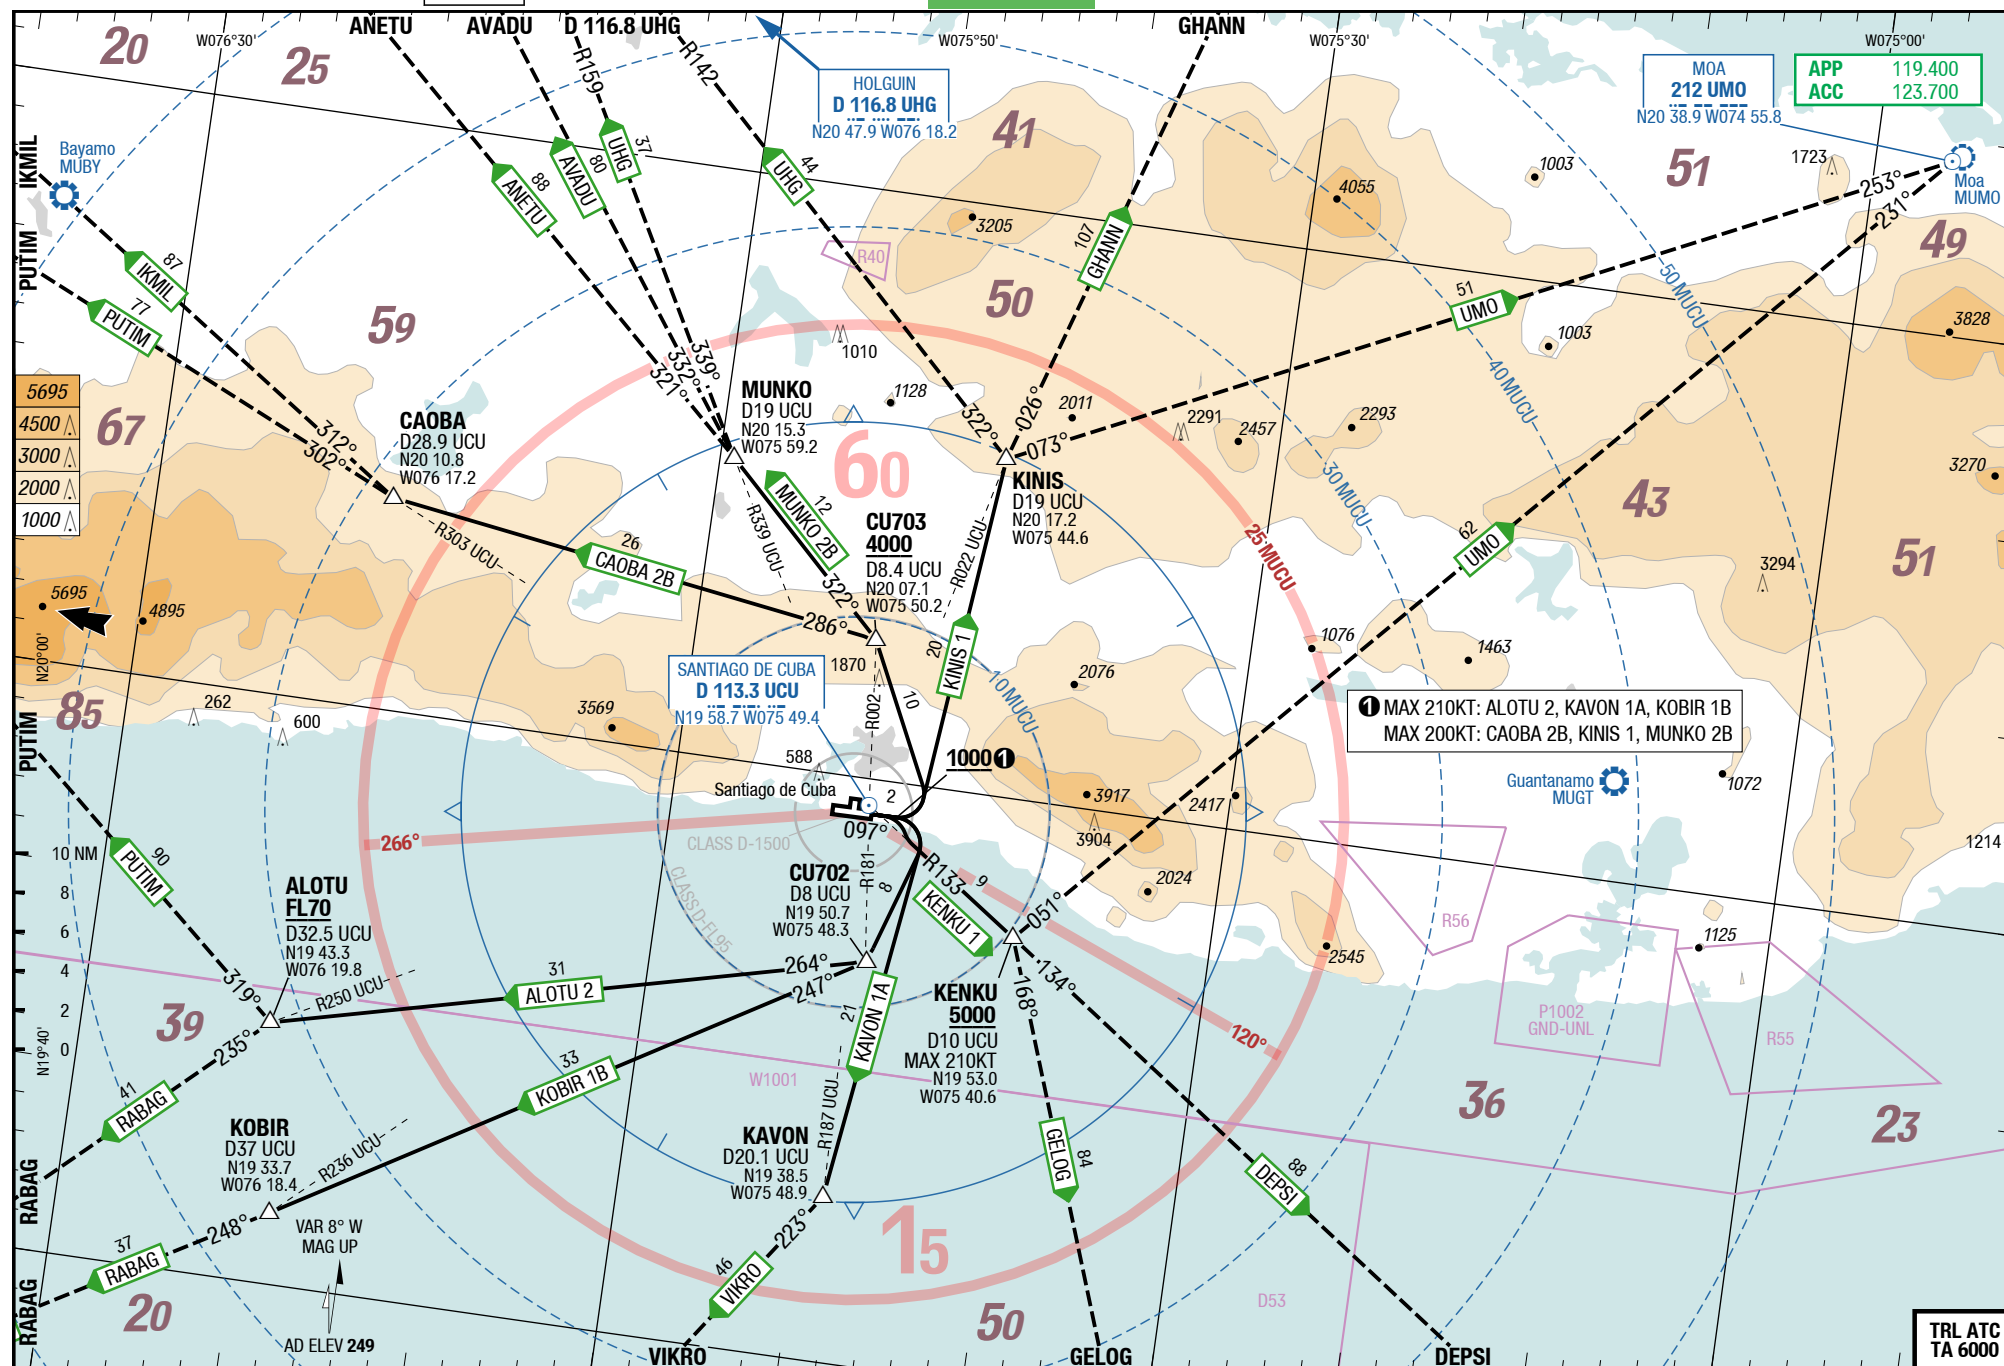 ANETU
AVADU
D 116.8 UHG
GHANN
W076°30'
W075°50'
W075°30'
W075°00'
20
25
R159
R142
HOLGUIN
D 116.8 UHG
N20 47.9 W076 18.2
41
MOA
212 UMO
N20 38.9 W074 55.8
APP 119.400
ACC 123.700
IKMIL
Bayamo
MUBY
UHG
37
AVADU
80
ANETU
88
UHG
44
3205
4055
1003
51
1723
253°
231°
Moa
MUMO
49
PUTIM
IKMIL
87
PUTIM
77
R40
107
GHANN
50
51
UMO
50 MUCU
1003
3828
59
339°
332°
321°
1010
1128
40 MUCU
5695
4500
3000
2000
1000
67
CAOBA
D28.9 UCU
N20 10.8
W076 17.2
312°
302°
MUNKO
D19 UCU
N20 15.3
W075 59.2
60
322°
026°
2011
073°
2291
2457
2293
KINIS
D19 UCU
N20 17.2
W075 44.6
30 MUCU
43
3270
R303 UCU
26
CAOBA 2B
R339 UCU
MUNKO 2B
12
CU703
4000
D8.4 UCU
N20 07.1
W075 50.2
R022 UCU
25 MUCU
62
UMO
3294
51
5695
4895
N20°00'
286°
322°
1870
20
KINIS 1
10 MUCU
2076
1076
1463
SANTIAGO DE CUBA
D 113.3 UCU
N19 58.7 W075 49.4
R002
10
85
262
600
3569
1 MAX 210KT: ALOTU 2, KAVON 1A, KOBIR 1B
MAX 200KT: CAOBA 2B, KINIS 1, MUNKO 2B
PUTIM
588
1000 1
Santiago de Cuba
2
3917
3904
2417
Guantanamo
MUGT
1072
266°
097°
CLASS D-1500
CLASS D-FL95
1214
10 NM
8
6
4
2
0
N19°40'
PUTIM
90
ALOTU
FL70
D32.5 UCU
N19 43.3
W076 19.8
CU702
D8 UCU
N19 50.7
W075 48.3
R181
8
R133
9
KENKU 1
051°
2024
2545
R56
1125
319°
R250 UCU
31
ALOTU 2
264°
247°
39
235°
41
RABAG
33
KOBIR 1B
W1001
21
KAVON 1A
KENKU
5000
D10 UCU
MAX 210KT
N19 53.0
W075 40.6
134°
168°
120°
P1002
GND-UNL
R55
36
23
KOBIR
D37 UCU
N19 33.7
W076 18.4
R236 UCU
R187 UCU
KAVON
D20.1 UCU
N19 38.5
W075 48.9
GELOG
84
DEPSI
88
RABAG
248°
37
RABAG
VAR 8° W
MAG UP
223°
46
VIKRO
15
D53
RABAG
20
AD ELEV 249
50
VIKRO
GELOG
DEPSI
TRL ATC
TA 6000